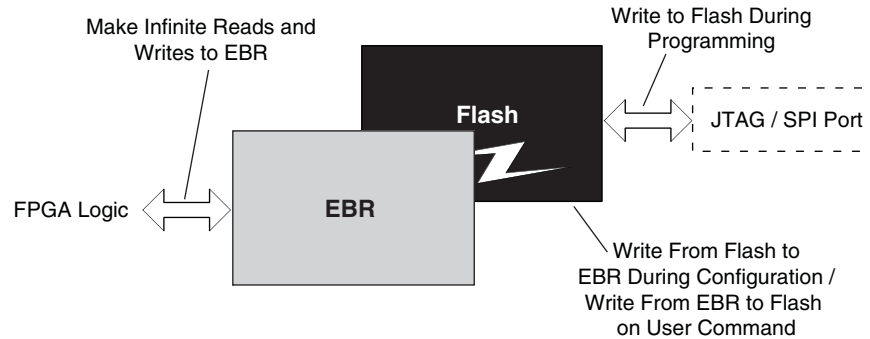 Make Infinite Reads and
Writes to EBR
Write to Flash During
Programming
Flash
JTAG / SPI Port
FPGA Logic
EBR
Write From Flash to
EBR During Configuration /
Write From EBR to Flash
on User Command